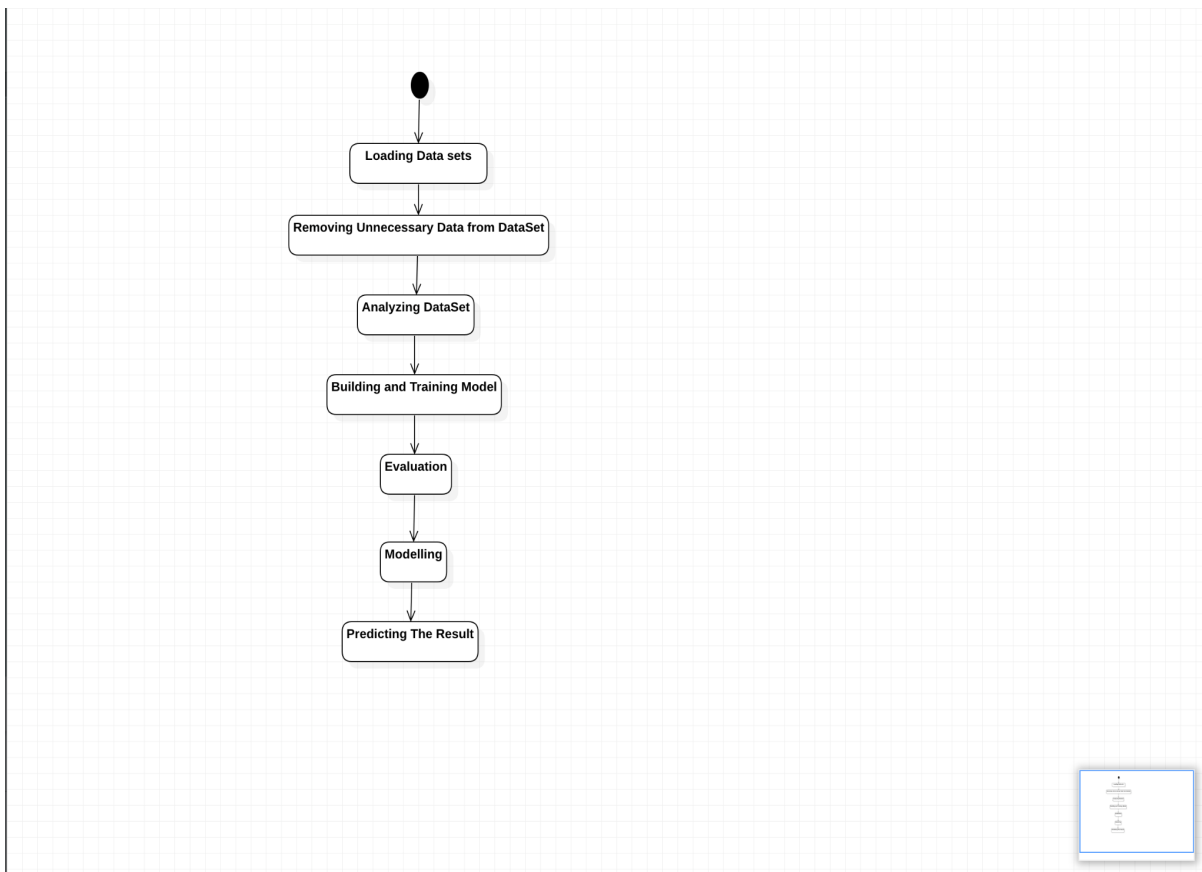 Loading Data sets
Removing Unnecessary Data from DataSet
Analyzing DataSet
Building and Training Model
Evaluation
Modelling
Predicting The Result